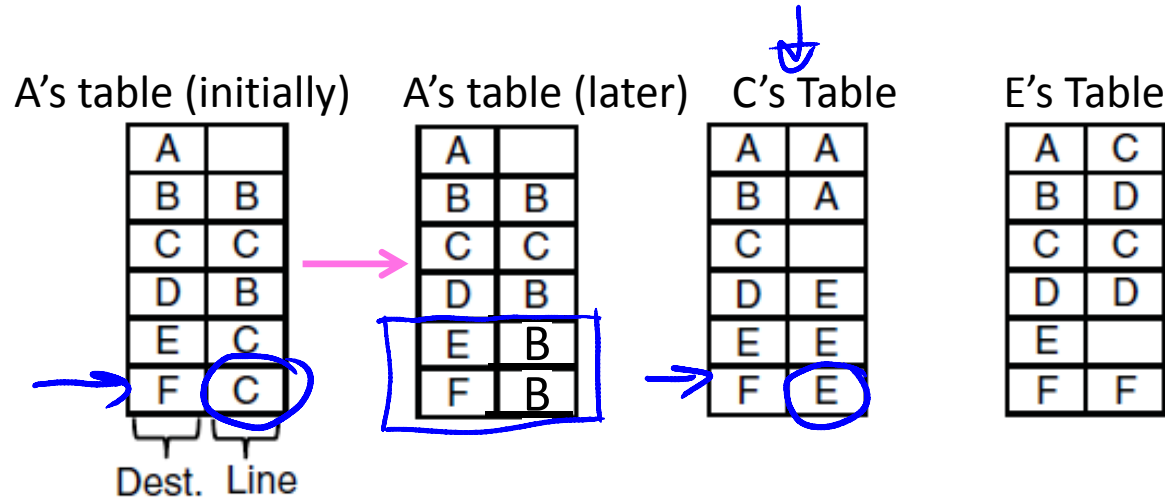 A's table (initially) A's table (later) C's Table E's Table
A A A A A C
B B B B B A B D
C C C C C C C
D B D B D E D D
E C E B E E E
F C F B F E F F
Dest. Line